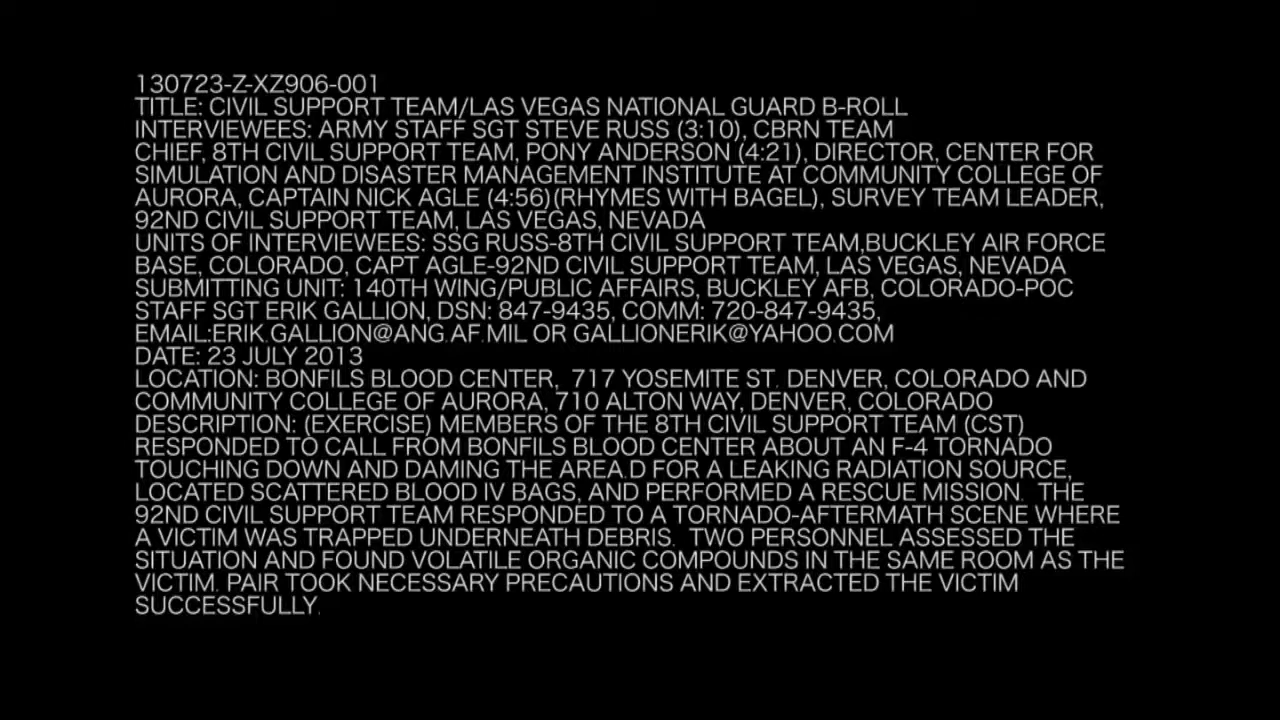 130723-Z-XZ906-001
TITLE: CIVIL SUPPORT TEAM/LAS VEGAS NATIONAL GUARD B-ROLL
INTERVIEWEES: ARMY STAFF SGT STEVE RUSS (3:10), CBRN TEAM
CHIEF, 8TH CIVIL SUPPORT TEAM, PONY ANDERSON (4:21), DIRECTOR, CENTER FOR
SIMULATION AND DISASTER MANAGEMENT INSTITUTE AT COMMUNITY COLLEGE OF
AURORA, CAPTAIN NICK AGLE (4:56)(RHYMES WITH BAGEL), SURVEY TEAM LEADER,
92ND CIVIL SUPPORT TEAM, LAS VEGAS, NEVADA
UNITS OF INTERVIEWEES: SSG RUSS-8TH CIVIL SUPPORT TEAM,BUCKLEY AIR FORCE
BASE, COLORADO, CAPT AGLE-92ND CIVIL SUPPORT TEAM, LAS VEGAS, NEVADA
SUBMITTING UNIT: 140TH WING/PUBLIC AFFAIRS, BUCKLEY AFB, COLORADO-POC
STAFF SGT ERIK GALLION, DSN: 847-9435, COMM: 720-847-9435,
EMAIL:ERIK.GALLION@ANG.AF.MIL OR GALLIONERIK@YAHOO.COM
DATE: 23 JULY 2013
LOCATION: BONFILS BLOOD CENTER,  717 YOSEMITE ST. DENVER, COLORADO AND
COMMUNITY COLLEGE OF AURORA, 710 ALTON WAY, DENVER, COLORADO
DESCRIPTION: (EXERCISE) MEMBERS OF THE 8TH CIVIL SUPPORT TEAM (CST)
RESPONDED TO CALL FROM BONFILS BLOOD CENTER ABOUT AN F-4 TORNADO
TOUCHING DOWN AND DAMING THE AREA.D FOR A LEAKING RADIATION SOURCE,
LOCATED SCATTERED BLOOD IV BAGS, AND PERFORMED A RESCUE MISSION.  THE
92ND CIVIL SUPPORT TEAM RESPONDED TO A TORNADO-AFTERMATH SCENE WHERE
A VICTIM WAS TRAPPED UNDERNEATH DEBRIS.  TWO PERSONNEL ASSESSED THE
SITUATION AND FOUND VOLATILE ORGANIC COMPOUNDS IN THE SAME ROOM AS THE
VICTIM. PAIR TOOK NECESSARY PRECAUTIONS AND EXTRACTED THE VICTIM
SUCCESSFULLY.